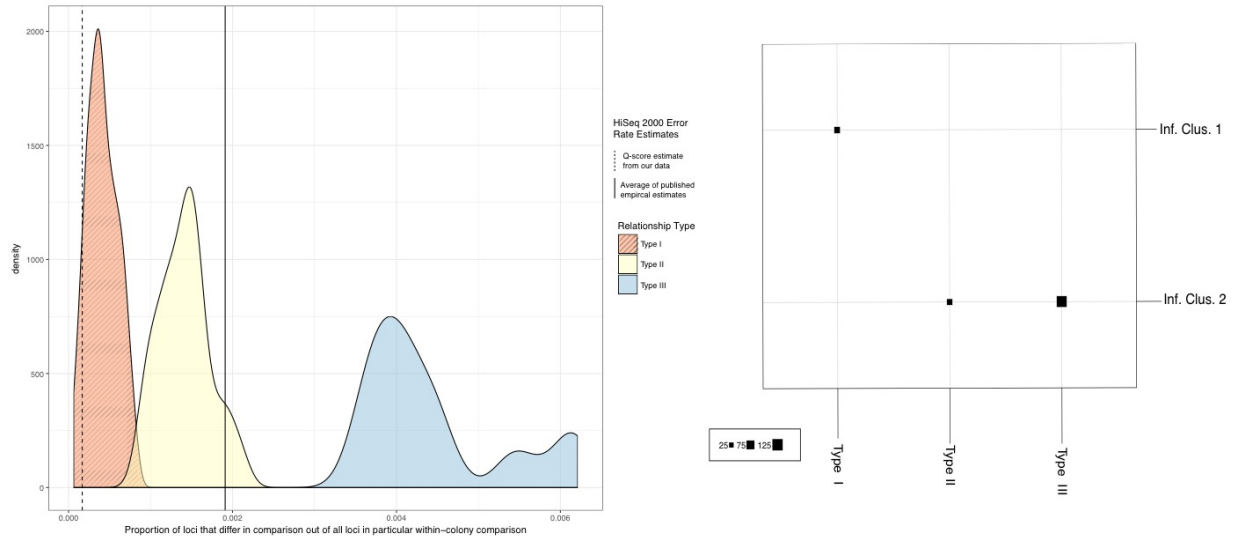 2000
1500
1000
500
0
density
0.000
0.002
0.004
0.006
Proportion of loci that differ in comparison out of all loci in particular within-colony comparison
HiSeq 2000 Error
Rate Estimates
Q-score estimate
from our data
Average of published
empircal estimates
Relationship Type
Type I
Type II
Type III
Inf. Clus. 1
Inf. Clus. 2
25 75 125
Type I
Type II
Type III